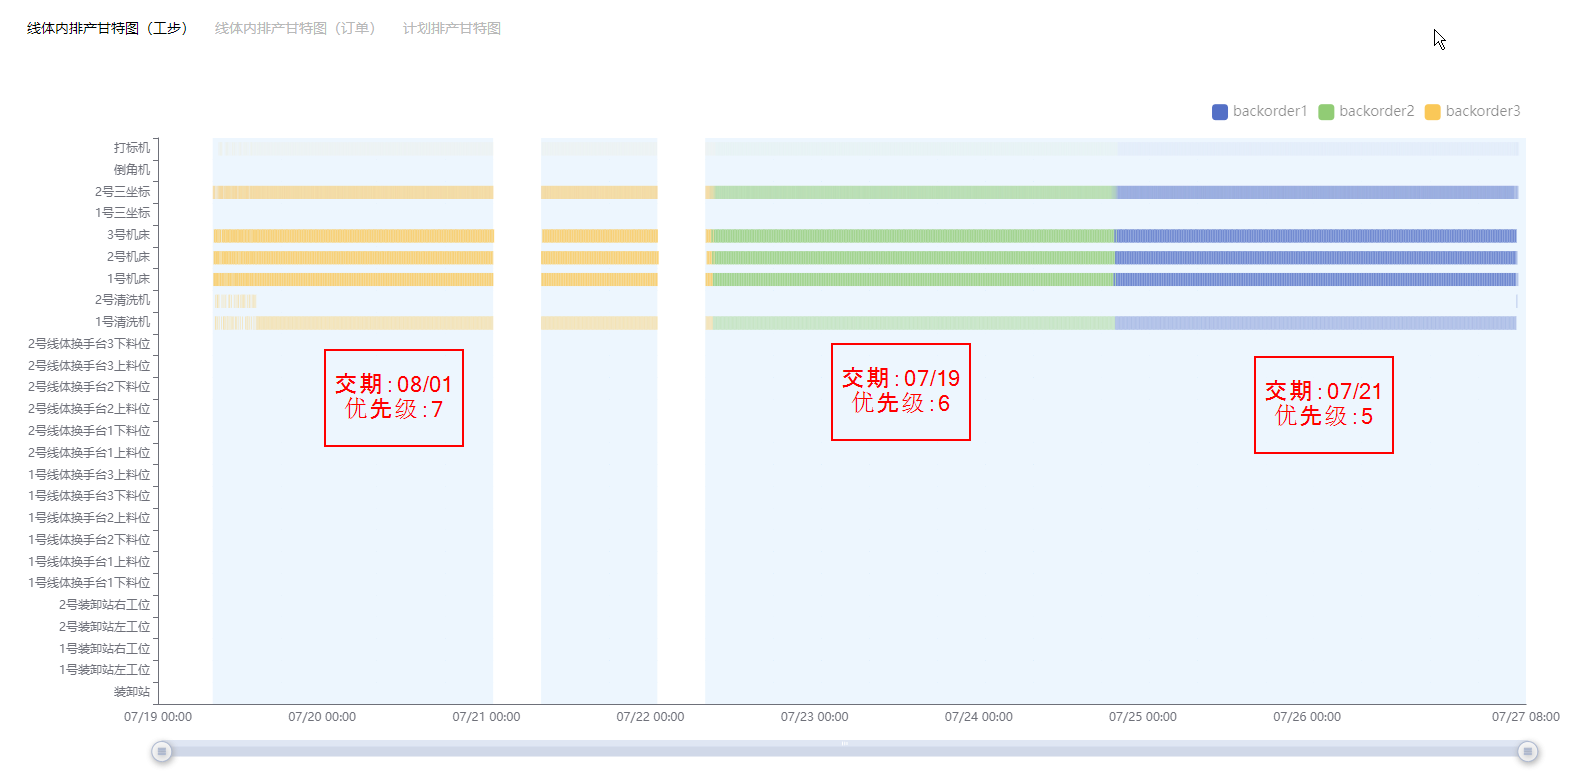 线体内排产甘特图（工步） 线体内排产甘特图（订单） 计划排产甘特图
backorder1 backorder2 backorder3
打标机
倒角机
2号三坐标
1号三坐标
3号机床
2号机床
1号机床
2号清洗机
1号清洗机
2号线体换手台3下料位
2号线体换手台3上料位
2号线体换手台2下料位
2号线体换手台2上料位
2号线体换手台1下料位
2号线体换手台1上料位
1号线体换手台3上料位
1号线体换手台3下料位
1号线体换手台2上料位
1号线体换手台2下料位
1号线体换手台1上料位
1号线体换手台1下料位
2号装卸站右工位
2号装卸站左工位
1号装卸站右工位
1号装卸站左工位
装卸站
交期:08/01
优先级:7
交期:07/19
优先级:6
交期:07/21
优先级:5
07/19 00:00 07/20 00:00 07/21 00:00 07/22 00:00 07/23 00:00 07/24 00:00 07/25 00:00 07/26 00:00 07/27 08:00